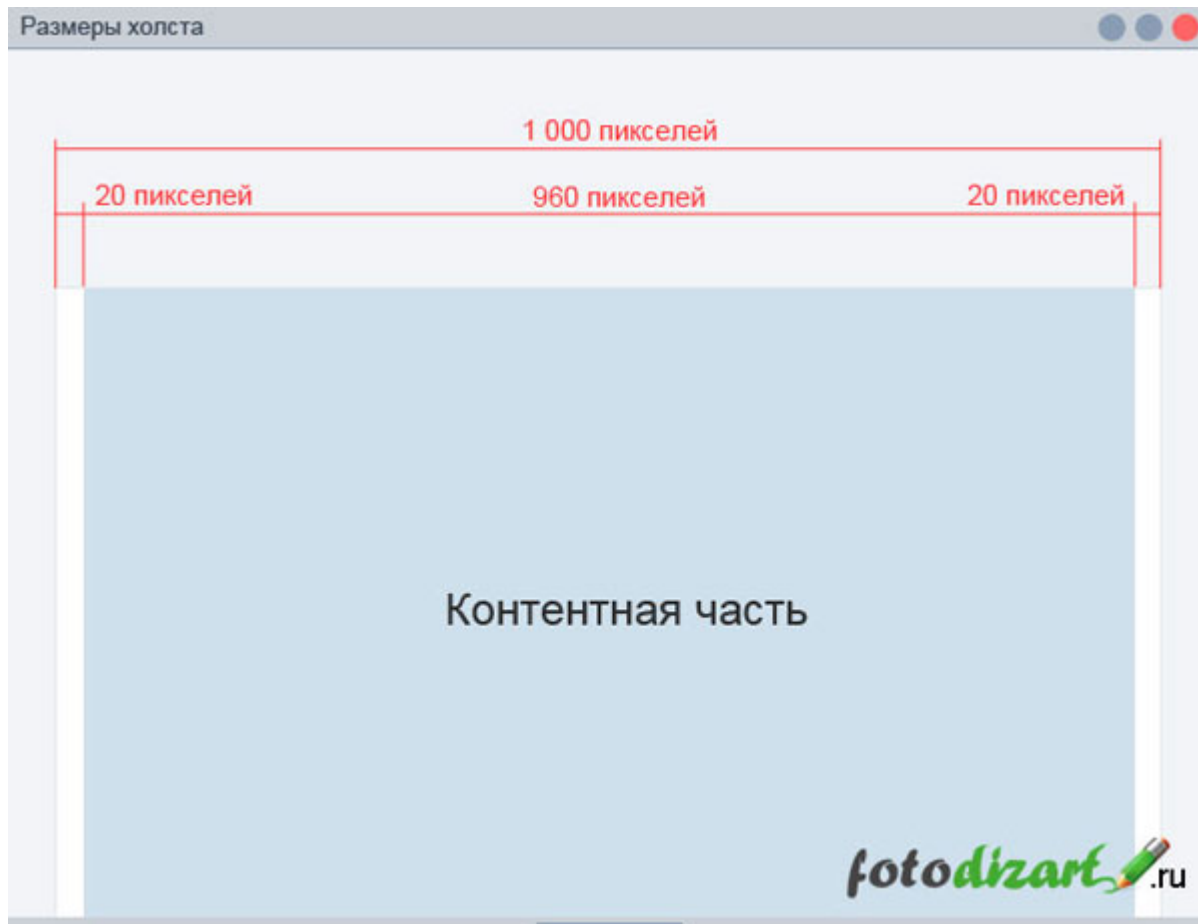 Размеры холста
1 000 пикселей
20 пикселей 960 пикселей 20 пикселей
Контентная часть
fotodizart.ru